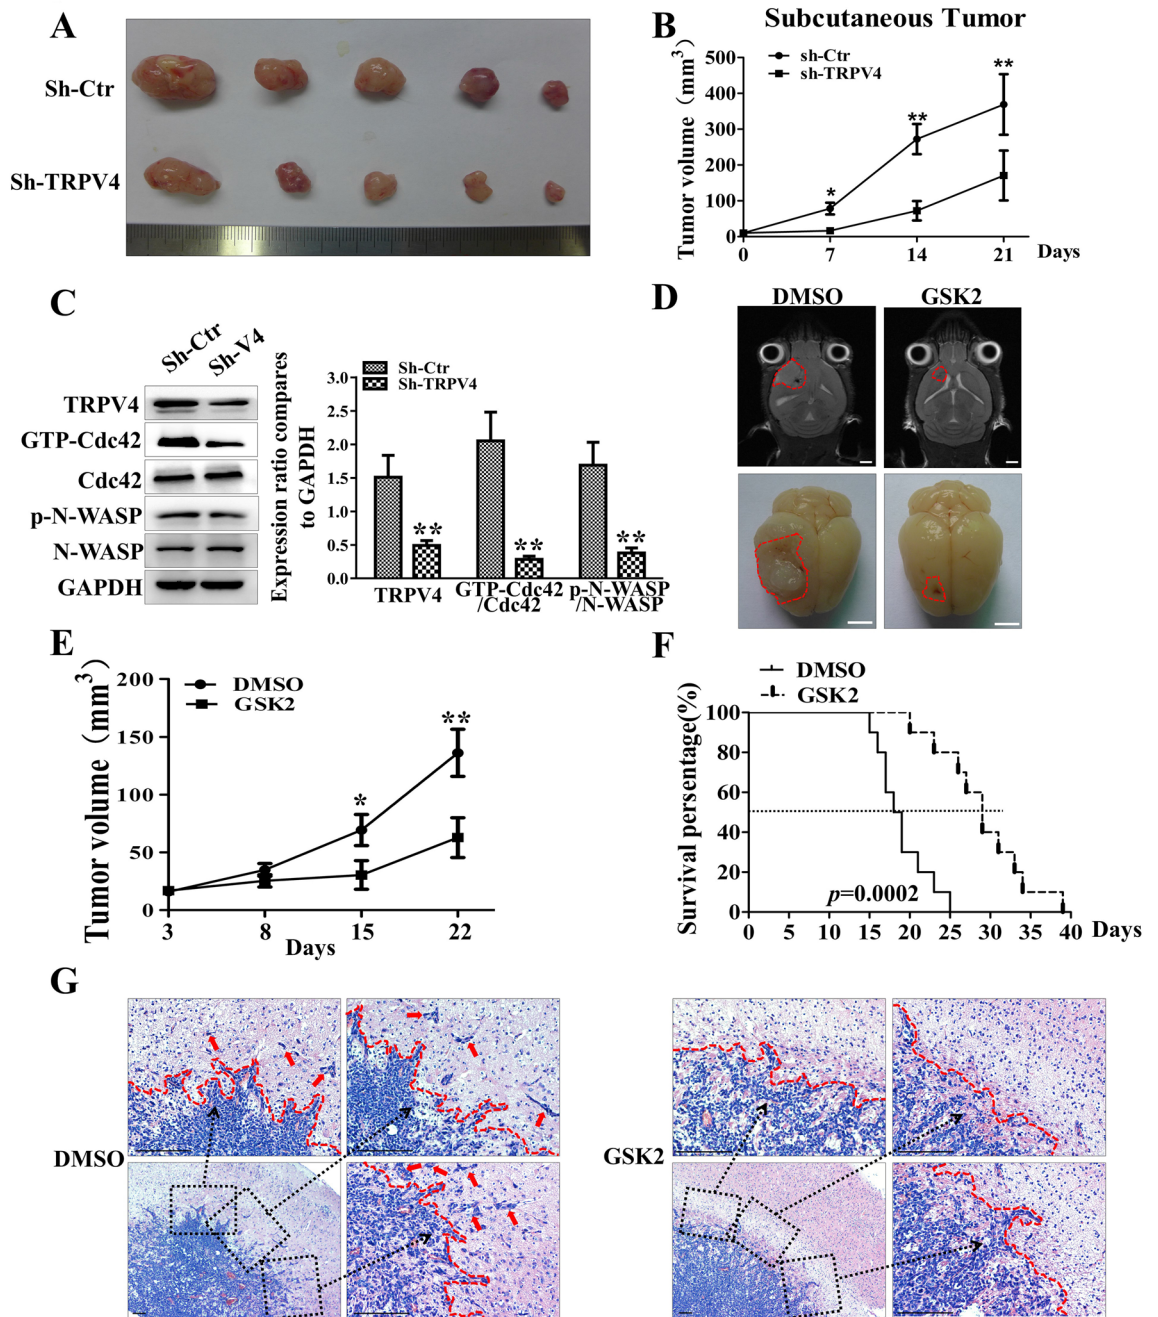 A
Sh-Ctr
Sh-TRPV4
B
Subcutaneous Tumor
Tumor volume (mm³)
sh-Ctr
sh-TRPV4
500
400
300
200
100
0
*
**
**
0 7 14 21 Days
C
Sh-Ctr
Sh-V4
TRPV4
GTP-Cdc42
Cdc42
p-N-WASP
N-WASP
GAPDH
Expression ratio compares
to GAPDH
Sh-Ctr
Sh-TRPV4
3.0
2.5
2.0
1.5
1.0
0.5
0.0
**
**
**
TRPV4
GTP-Cdc42
/Cdc42
p-N-WASP
/N-WASP
D
DMSO GSK2
E
Tumor volume (mm³)
DMSO
GSK2
200
150
100
50
0
*
**
3 8 15 22
Days
F
Survival persentage(%)
DMSO
GSK2
100
80
60
40
20
0
p=0.0002
0 5 10 15 20 25 30 35 40 Days
G
DMSO
GSK2